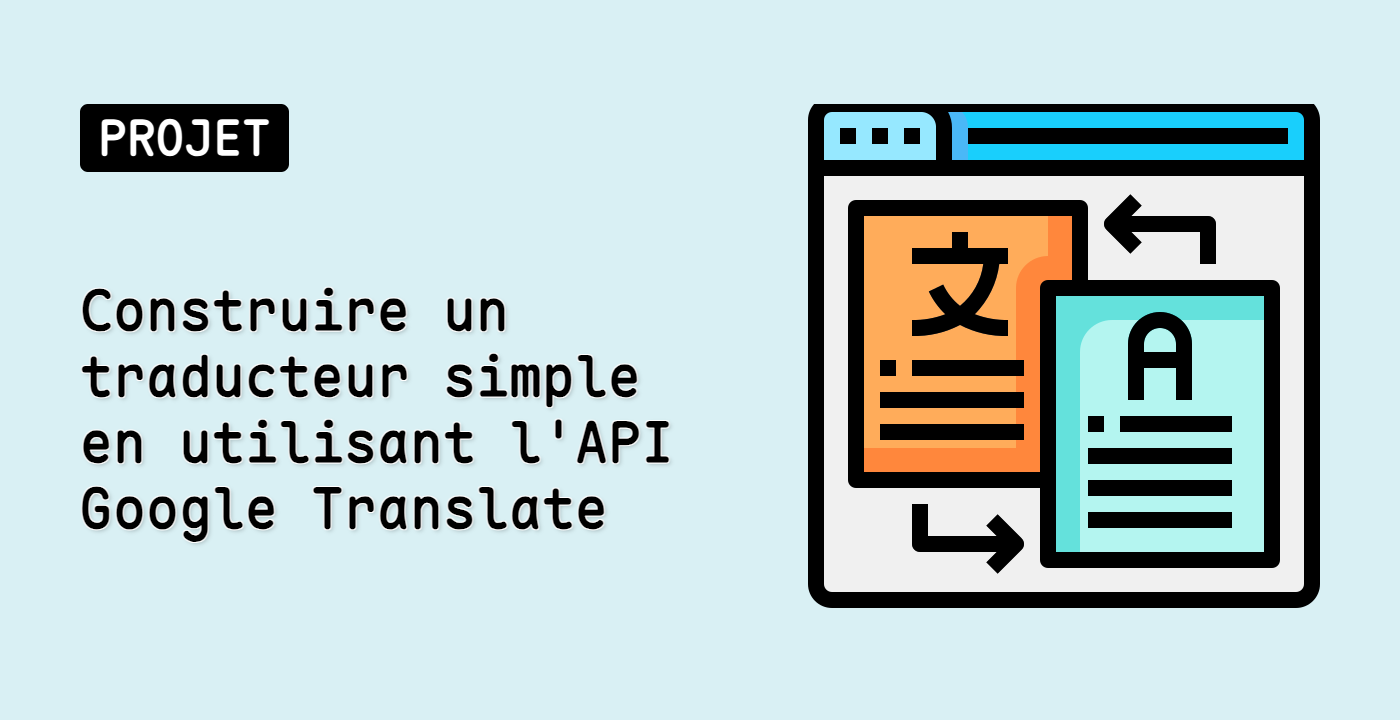 PROJET
Construire un
traducteur simple
en utilisant l'API
Google Translate
文
A